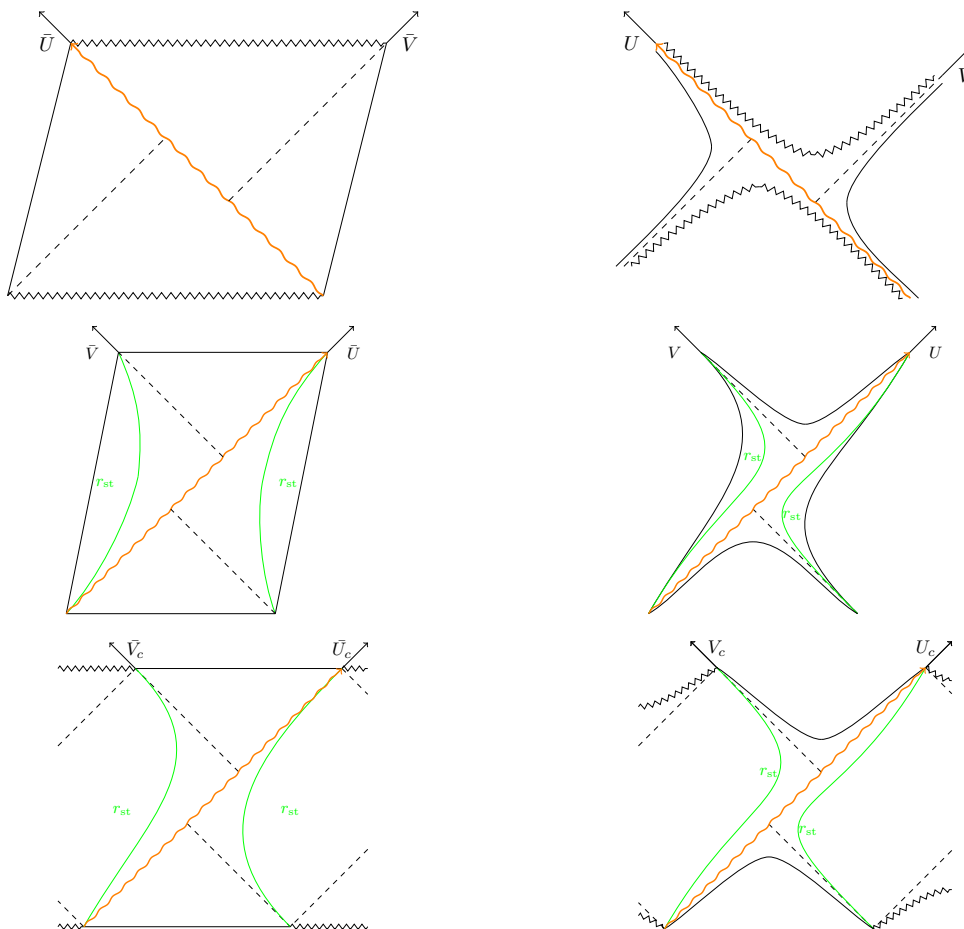 Ū V̄ U V
V̄ Ū V U
r_st r_st r_st r_st
V̄_c Ū_c V_c U_c
r_st r_st r_st r_st